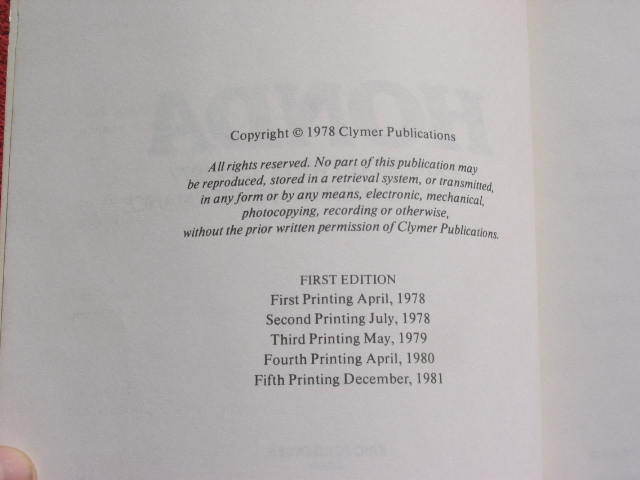 Copyright © 1978 Clymer Publications
All rights reserved. No part of this publication may
be reproduced, stored in a retrieval system, or transmitted,
in any form or by any means, electronic, mechanical,
photocopying, recording or otherwise,
without the prior written permission of Clymer Publications.
FIRST EDITION
First Printing April, 1978
Second Printing July, 1978
Third Printing May, 1979
Fourth Printing April, 1980
Fifth Printing December, 1981
HONDA